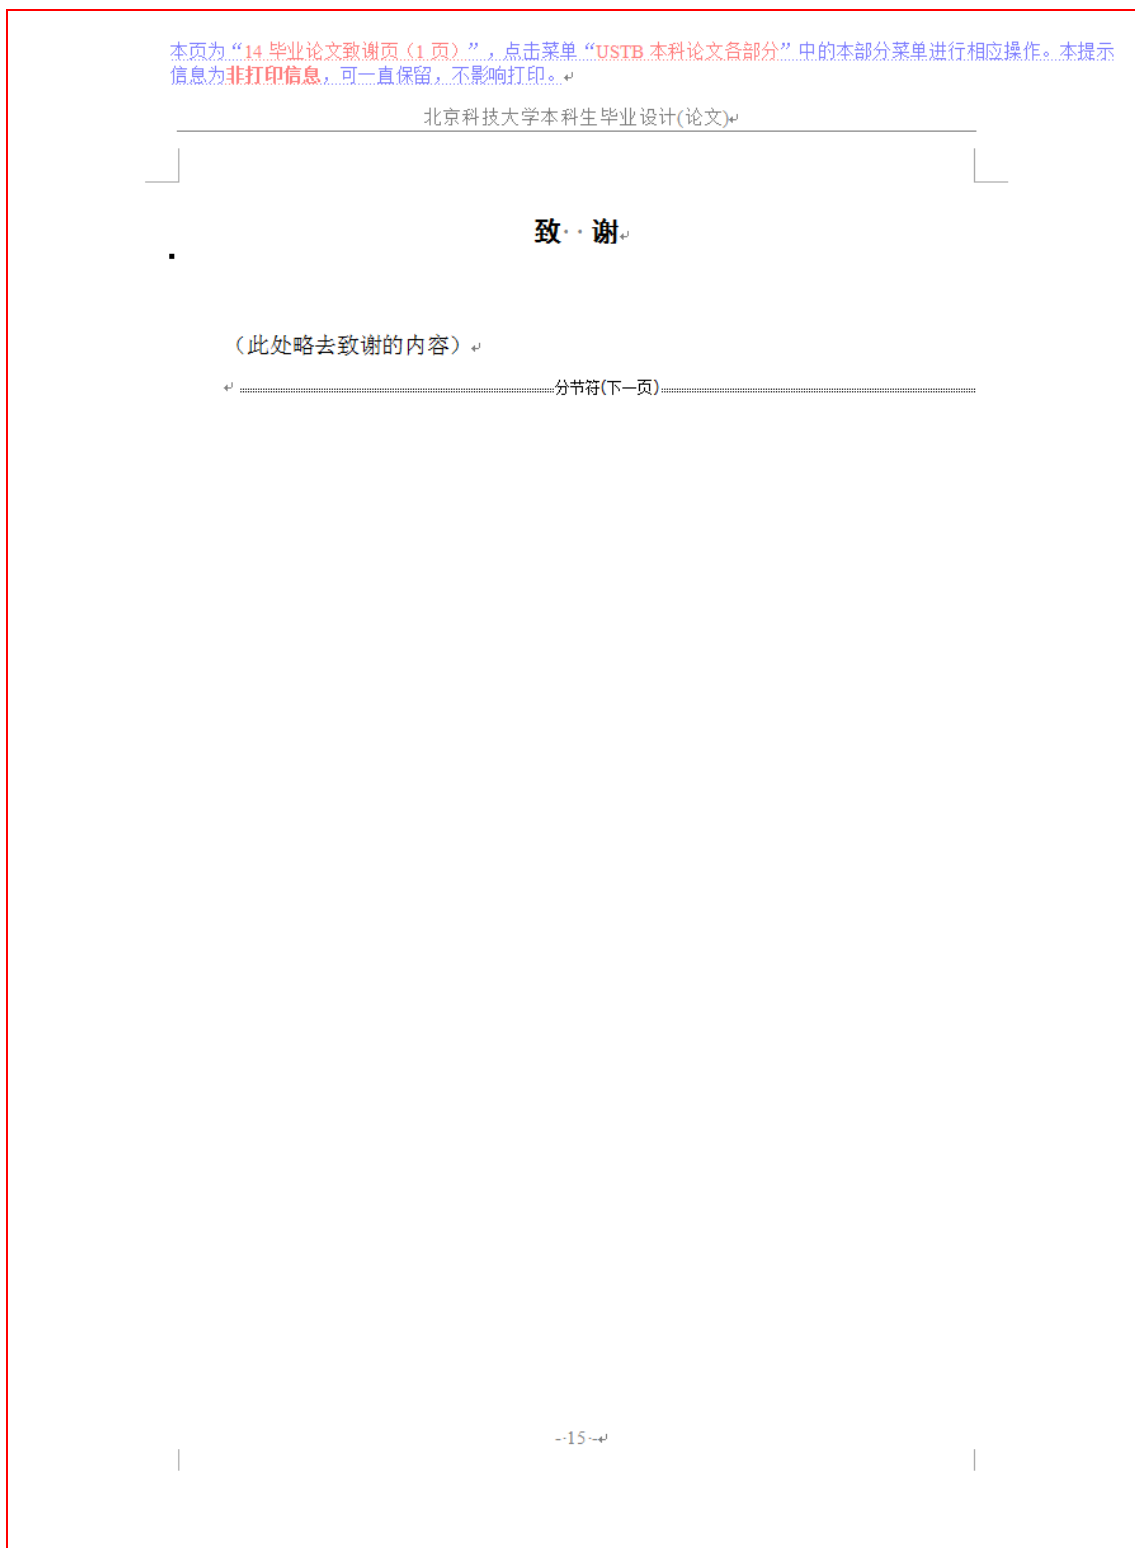 本页为“14 毕业论文致谢页（1 页）”，点击菜单“USTB 本科论文各部分”中的本部分菜单进行相应操作。本提示
信息为非打印信息，可一直保留，不影响打印。
北京科技大学本科生毕业设计(论文)
致  谢
（此处略去致谢的内容）
分节符(下一页)
- 15 -